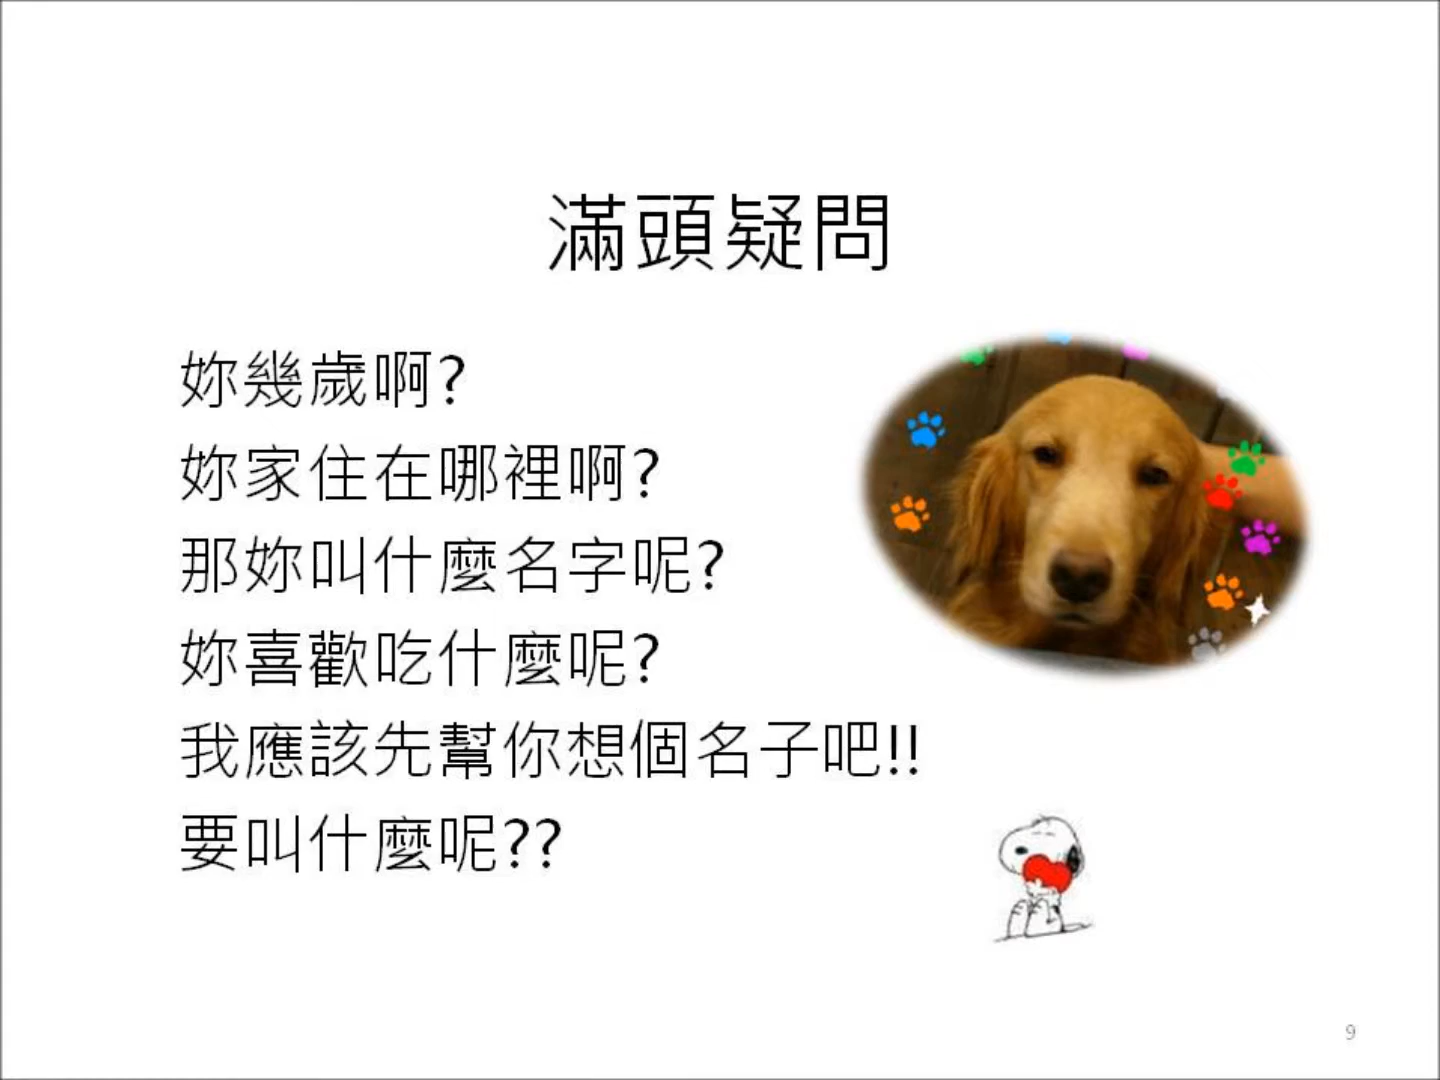 滿頭疑問
妳幾歲啊?
妳家住在哪裡啊?
那妳叫什麼名字呢?
妳喜歡吃什麼呢?
我應該先幫你想個名子吧!!
要叫什麼呢??
9